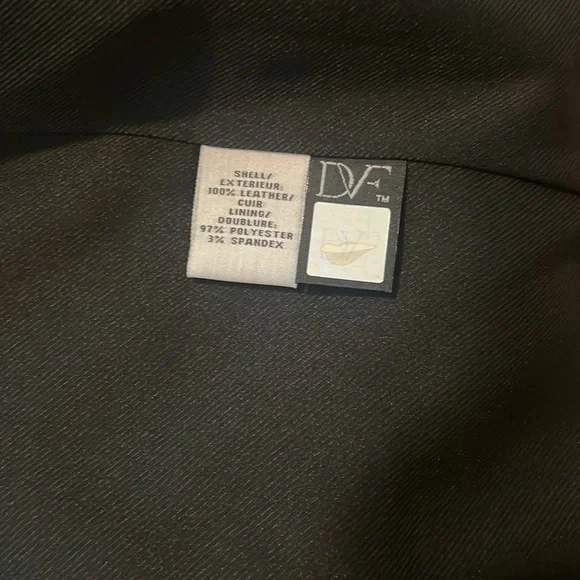 SHELL/
EXTERIEUR:
100% LEATHER/
CUIR
LINING/
DOUBLURE:
97% POLYESTER
3% SPANDEX
DVF
TM